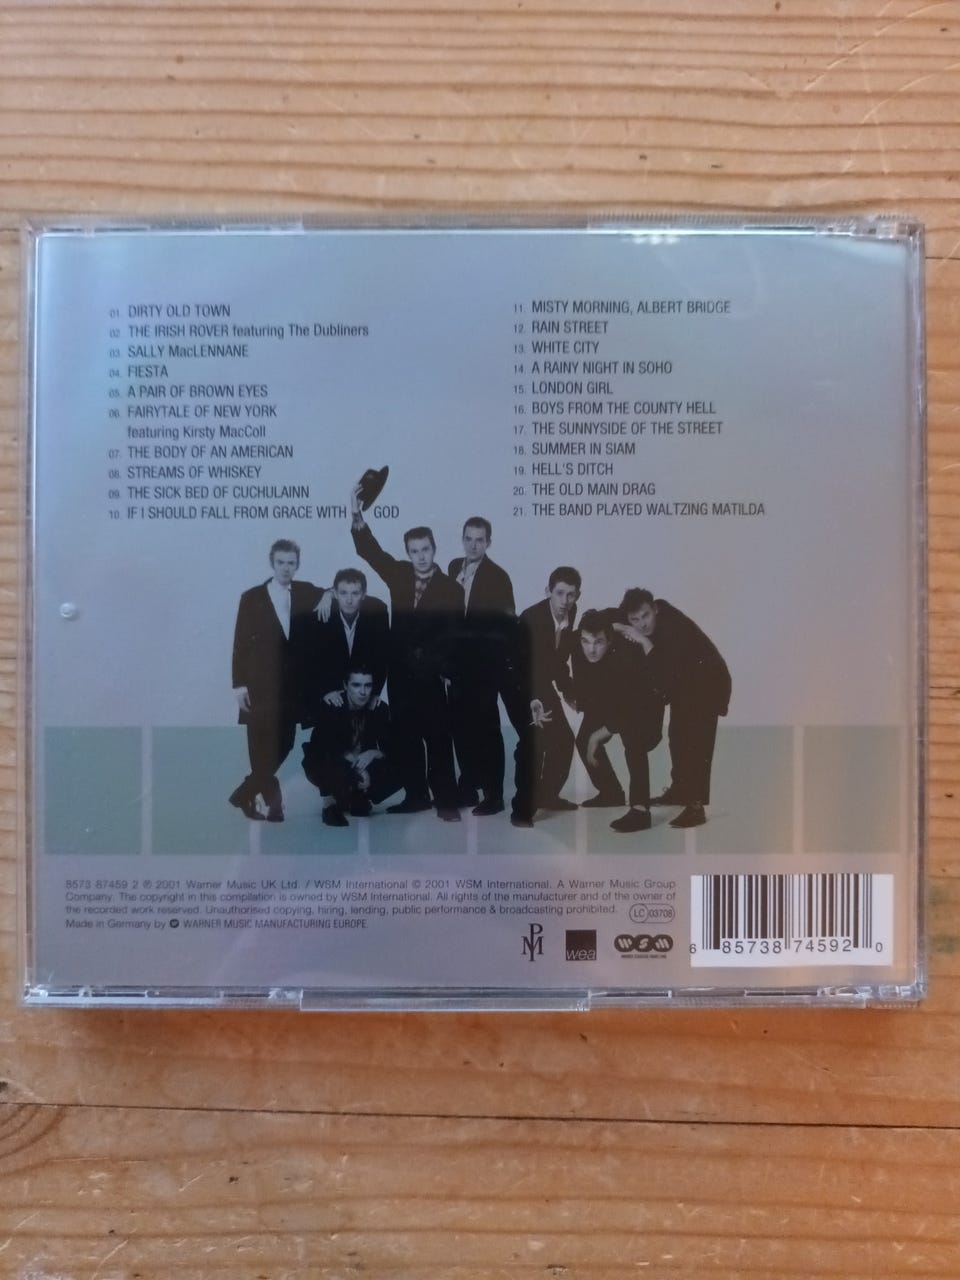 01. DIRTY OLD TOWN
02. THE IRISH ROVER featuring The Dubliners
03. SALLY MacLENNANE
04. FIESTA
05. A PAIR OF BROWN EYES
06. FAIRYTALE OF NEW YORK
featuring Kirsty MacColl
07. THE BODY OF AN AMERICAN
08. STREAMS OF WHISKEY
09. THE SICK BED OF CUCHULAINN
10. IF I SHOULD FALL FROM GRACE WITH GOD
11. MISTY MORNING, ALBERT BRIDGE
12. RAIN STREET
13. WHITE CITY
14. A RAINY NIGHT IN SOHO
15. LONDON GIRL
16. BOYS FROM THE COUNTY HELL
17. THE SUNNYSIDE OF THE STREET
18. SUMMER IN SIAM
19. HELL'S DITCH
20. THE OLD MAIN DRAG
21. THE BAND PLAYED WALTZING MATILDA
8573 87459 2 ℗ 2001 Warner Music UK Ltd. / WSM International © 2001 WSM International. A Warner Music Group
Company. The copyright in this compilation is owned by WSM International. All rights of the manufacturer and of the owner of
the recorded work reserved. Unauthorised copying, hiring, lending, public performance & broadcasting prohibited. LC 03708
Made in Germany by WARNER MUSIC MANUFACTURING EUROPE.
PM wea WSM
6 85738 74592 0